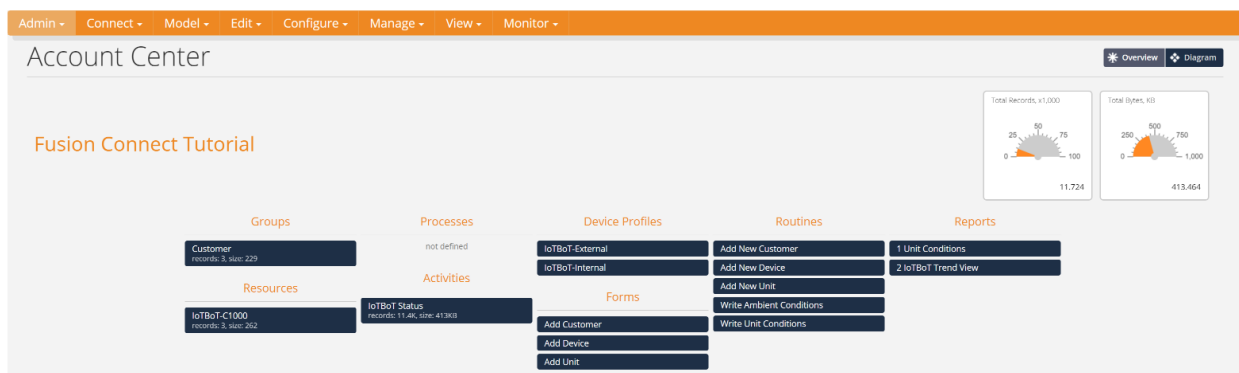 Admin
Connect
Model
Edit
Configure
Manage
View
Monitor
Account Center
Overview
Diagram
Total Records, x1,000
0
25
50
75
100
11.724
Total Bytes, KB
0
250
500
750
1,000
413.464
Fusion Connect Tutorial
Groups
Customer
records: 3, size: 229
Resources
IoTBoT-C1000
records: 3, size: 262
Processes
not defined
Activities
IoTBoT Status
records: 11.4K, size: 413KB
Device Profiles
IoTBoT-External
IoTBoT-Internal
Forms
Add Customer
Add Device
Add Unit
Routines
Add New Customer
Add New Device
Add New Unit
Write Ambient Conditions
Write Unit Conditions
Reports
1 Unit Conditions
2 IoTBoT Trend View